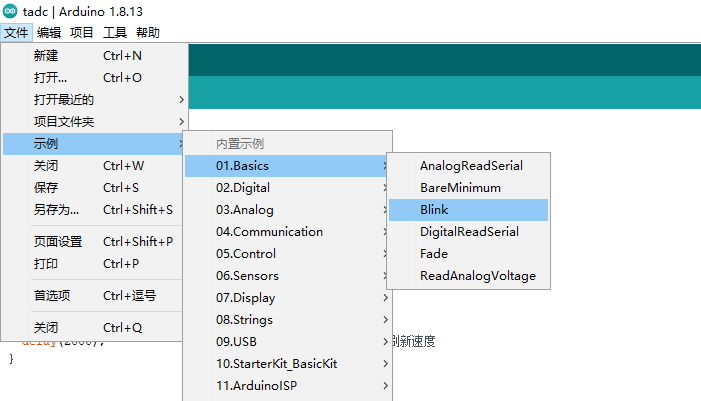 tadc | Arduino 1.8.13
文件 编辑 项目 工具 帮助
新建 Ctrl+N
打开... Ctrl+O
打开最近的
项目文件夹
示例
关闭 Ctrl+W
保存 Ctrl+S
另存为... Ctrl+Shift+S
页面设置 Ctrl+Shift+P
打印 Ctrl+P
首选项 Ctrl+逗号
关闭 Ctrl+Q
内置示例
01.Basics
02.Digital
03.Analog
04.Communication
05.Control
06.Sensors
07.Display
08.Strings
09.USB
10.StarterKit_BasicKit
11.ArduinoISP
AnalogReadSerial
BareMinimum
Blink
DigitalReadSerial
Fade
ReadAnalogVoltage
新速度
}